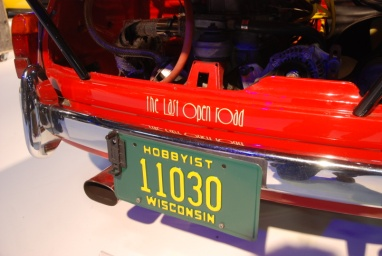 The Last Open Road
HOBBYIST
11030
WISCONSIN